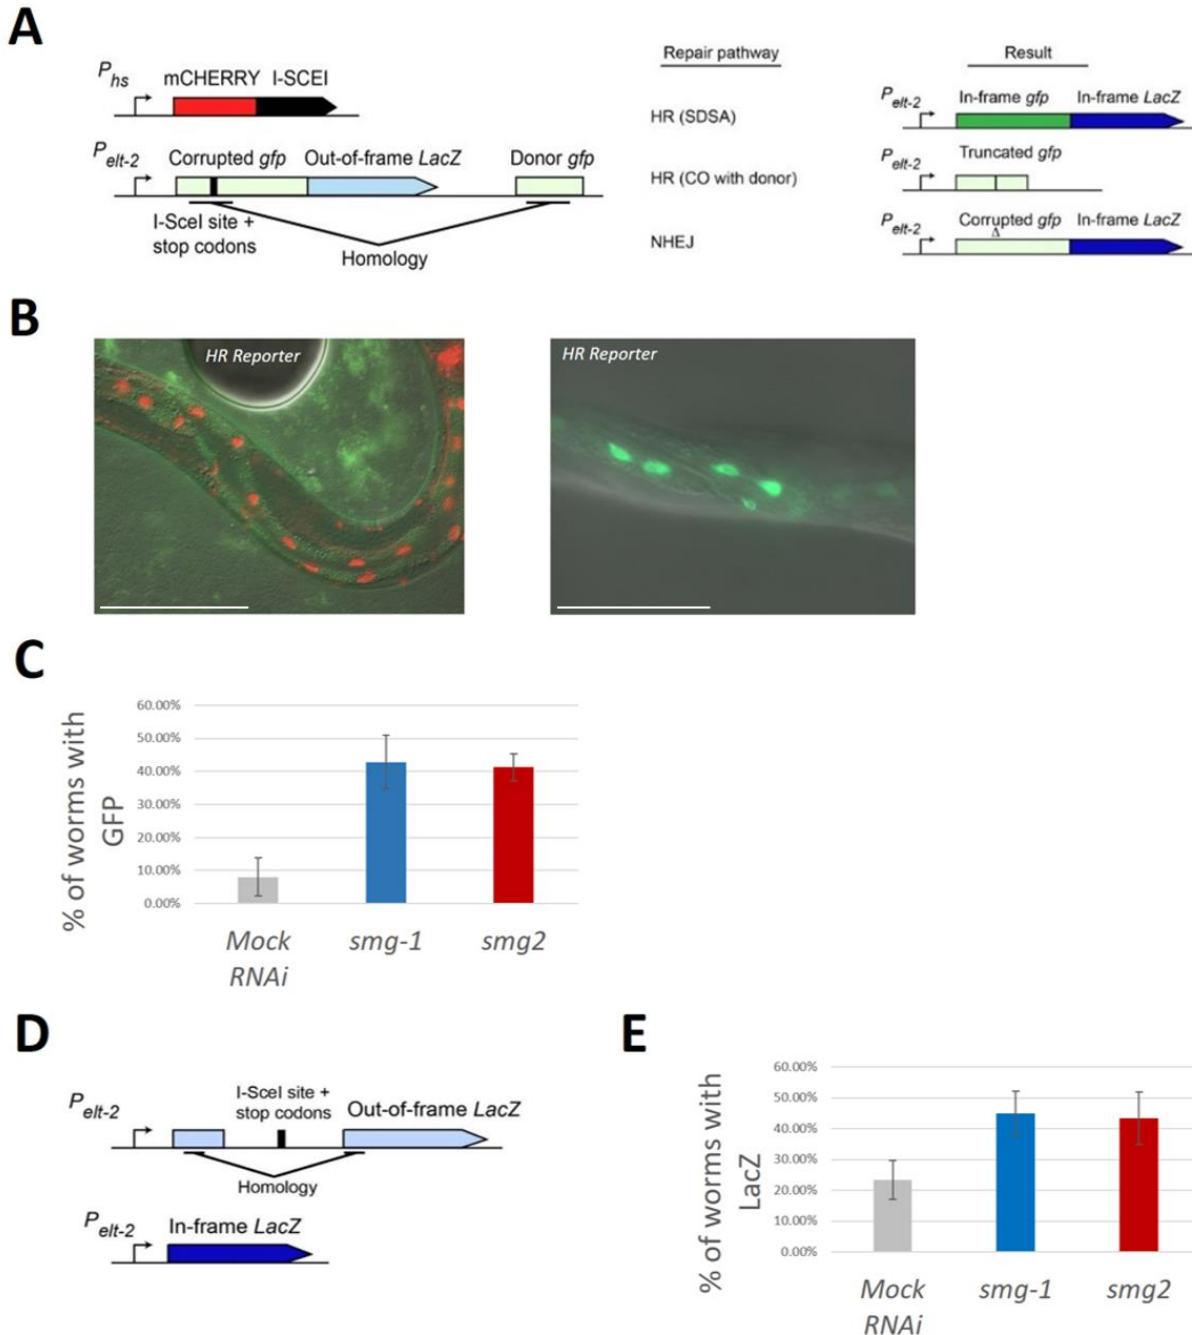 A
P_hs
mCHERRY I-SCEI
P_elt-2
Corrupted gfp Out-of-frame LacZ Donor gfp
I-SceI site +
stop codons
Homology
Repair pathway Result
HR (SDSA)
P_elt-2
In-frame gfp In-frame LacZ
HR (CO with donor)
P_elt-2
Truncated gfp
NHEJ
P_elt-2
Corrupted gfp In-frame LacZ
Δ
B
HR Reporter
HR Reporter
C
% of worms with
GFP
60.00%
50.00%
40.00%
30.00%
20.00%
10.00%
0.00%
Mock smg-1 smg2
RNAi
D
P_elt-2
I-SceI site +
stop codons
Out-of-frame LacZ
Homology
P_elt-2
In-frame LacZ
E
% of worms with
LacZ
60.00%
50.00%
40.00%
30.00%
20.00%
10.00%
0.00%
Mock smg-1 smg2
RNAi